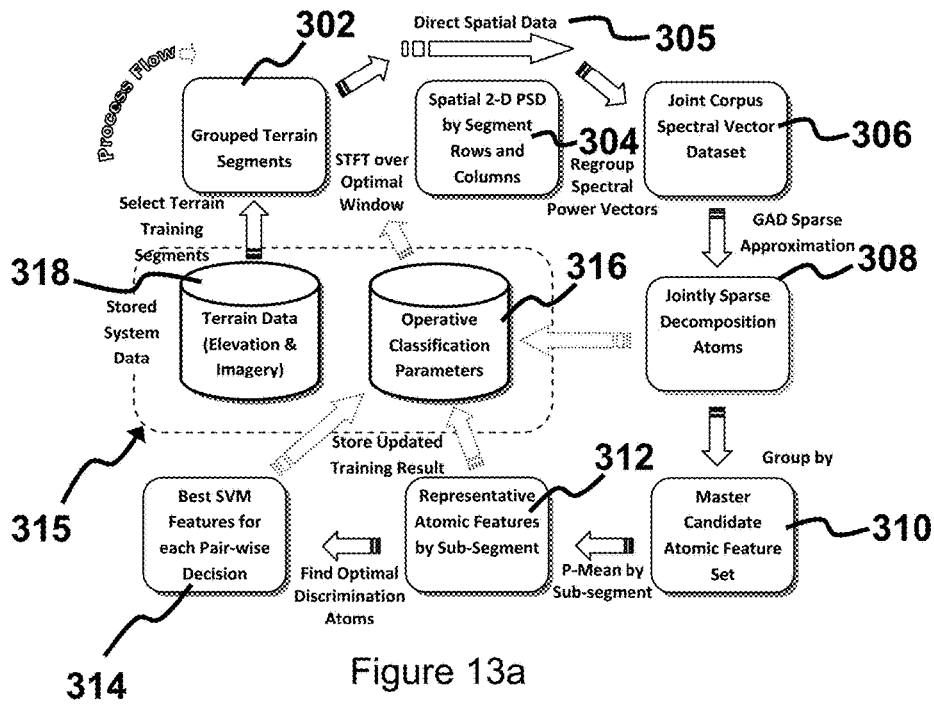 Process Flow
302
Grouped Terrain
Segments
Direct Spatial Data
305
Spatial 2-D PSD
by Segment
Rows and
Columns
304
STFT over
Optimal
Window
Regroup
Spectral
Power Vectors
Joint Corpus
Spectral Vector
Dataset
306
GAD Sparse
Approximation
308
Jointly Sparse
Decomposition
Atoms
Select Terrain
Training
Segments
318
Stored
System
Data
Terrain Data
(Elevation &
Imagery)
316
Operative
Classification
Parameters
315
Store Updated
Training Result
Group by
Master
Candidate
Atomic Feature
Set
310
P-Mean by
Sub-segment
312
Representative
Atomic Features
by Sub-Segment
Find Optimal
Discrimination
Atoms
Best SVM
Features for
each Pair-wise
Decision
314
Figure 13a